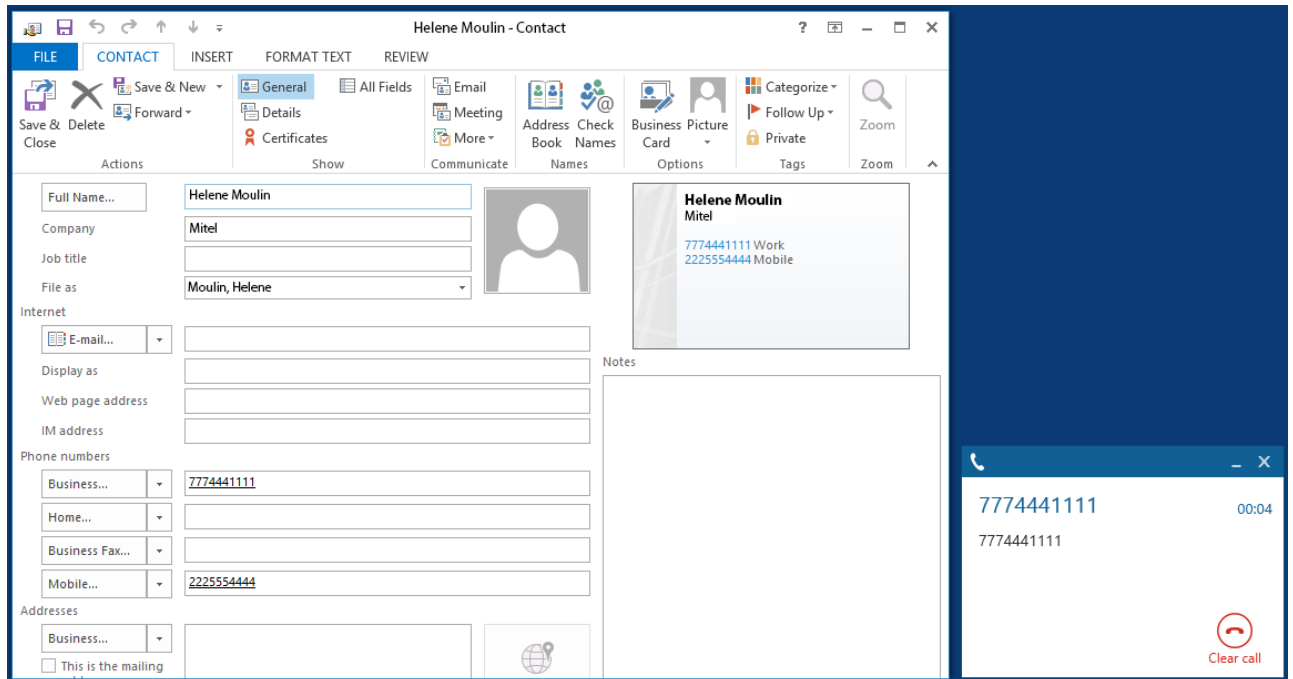 Helene Moulin - Contact
?
FILE CONTACT INSERT FORMAT TEXT REVIEW
Save & Close
Delete
Save & New
Forward
Actions
General
Details
Certificates
All Fields
Show
Email
Meeting
More
Communicate
Address Book
Check Names
Names
Business Card
Picture
Options
Categorize
Follow Up
Private
Tags
Zoom
Zoom
Full Name... Helene Moulin
Company Mitel
Job title
File as Moulin, Helene
Internet
E-mail...
Display as
Web page address
IM address
Phone numbers
Business... 7774441111
Home...
Business Fax...
Mobile... 2225554444
Addresses
Business...
This is the mailing
Helene Moulin
Mitel
7774441111 Work
2225554444 Mobile
Notes
7774441111 00:04
7774441111
Clear call